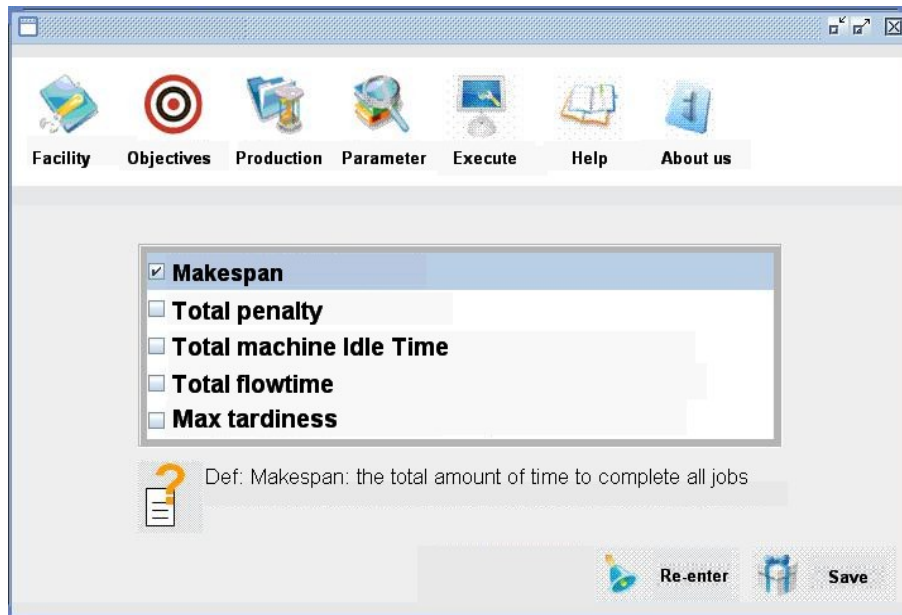 Facility Objectives Production Parameter Execute Help About us
Makespan
Total penalty
Total machine Idle Time
Total flowtime
Max tardiness
Def: Makespan: the total amount of time to complete all jobs
Re-enter Save